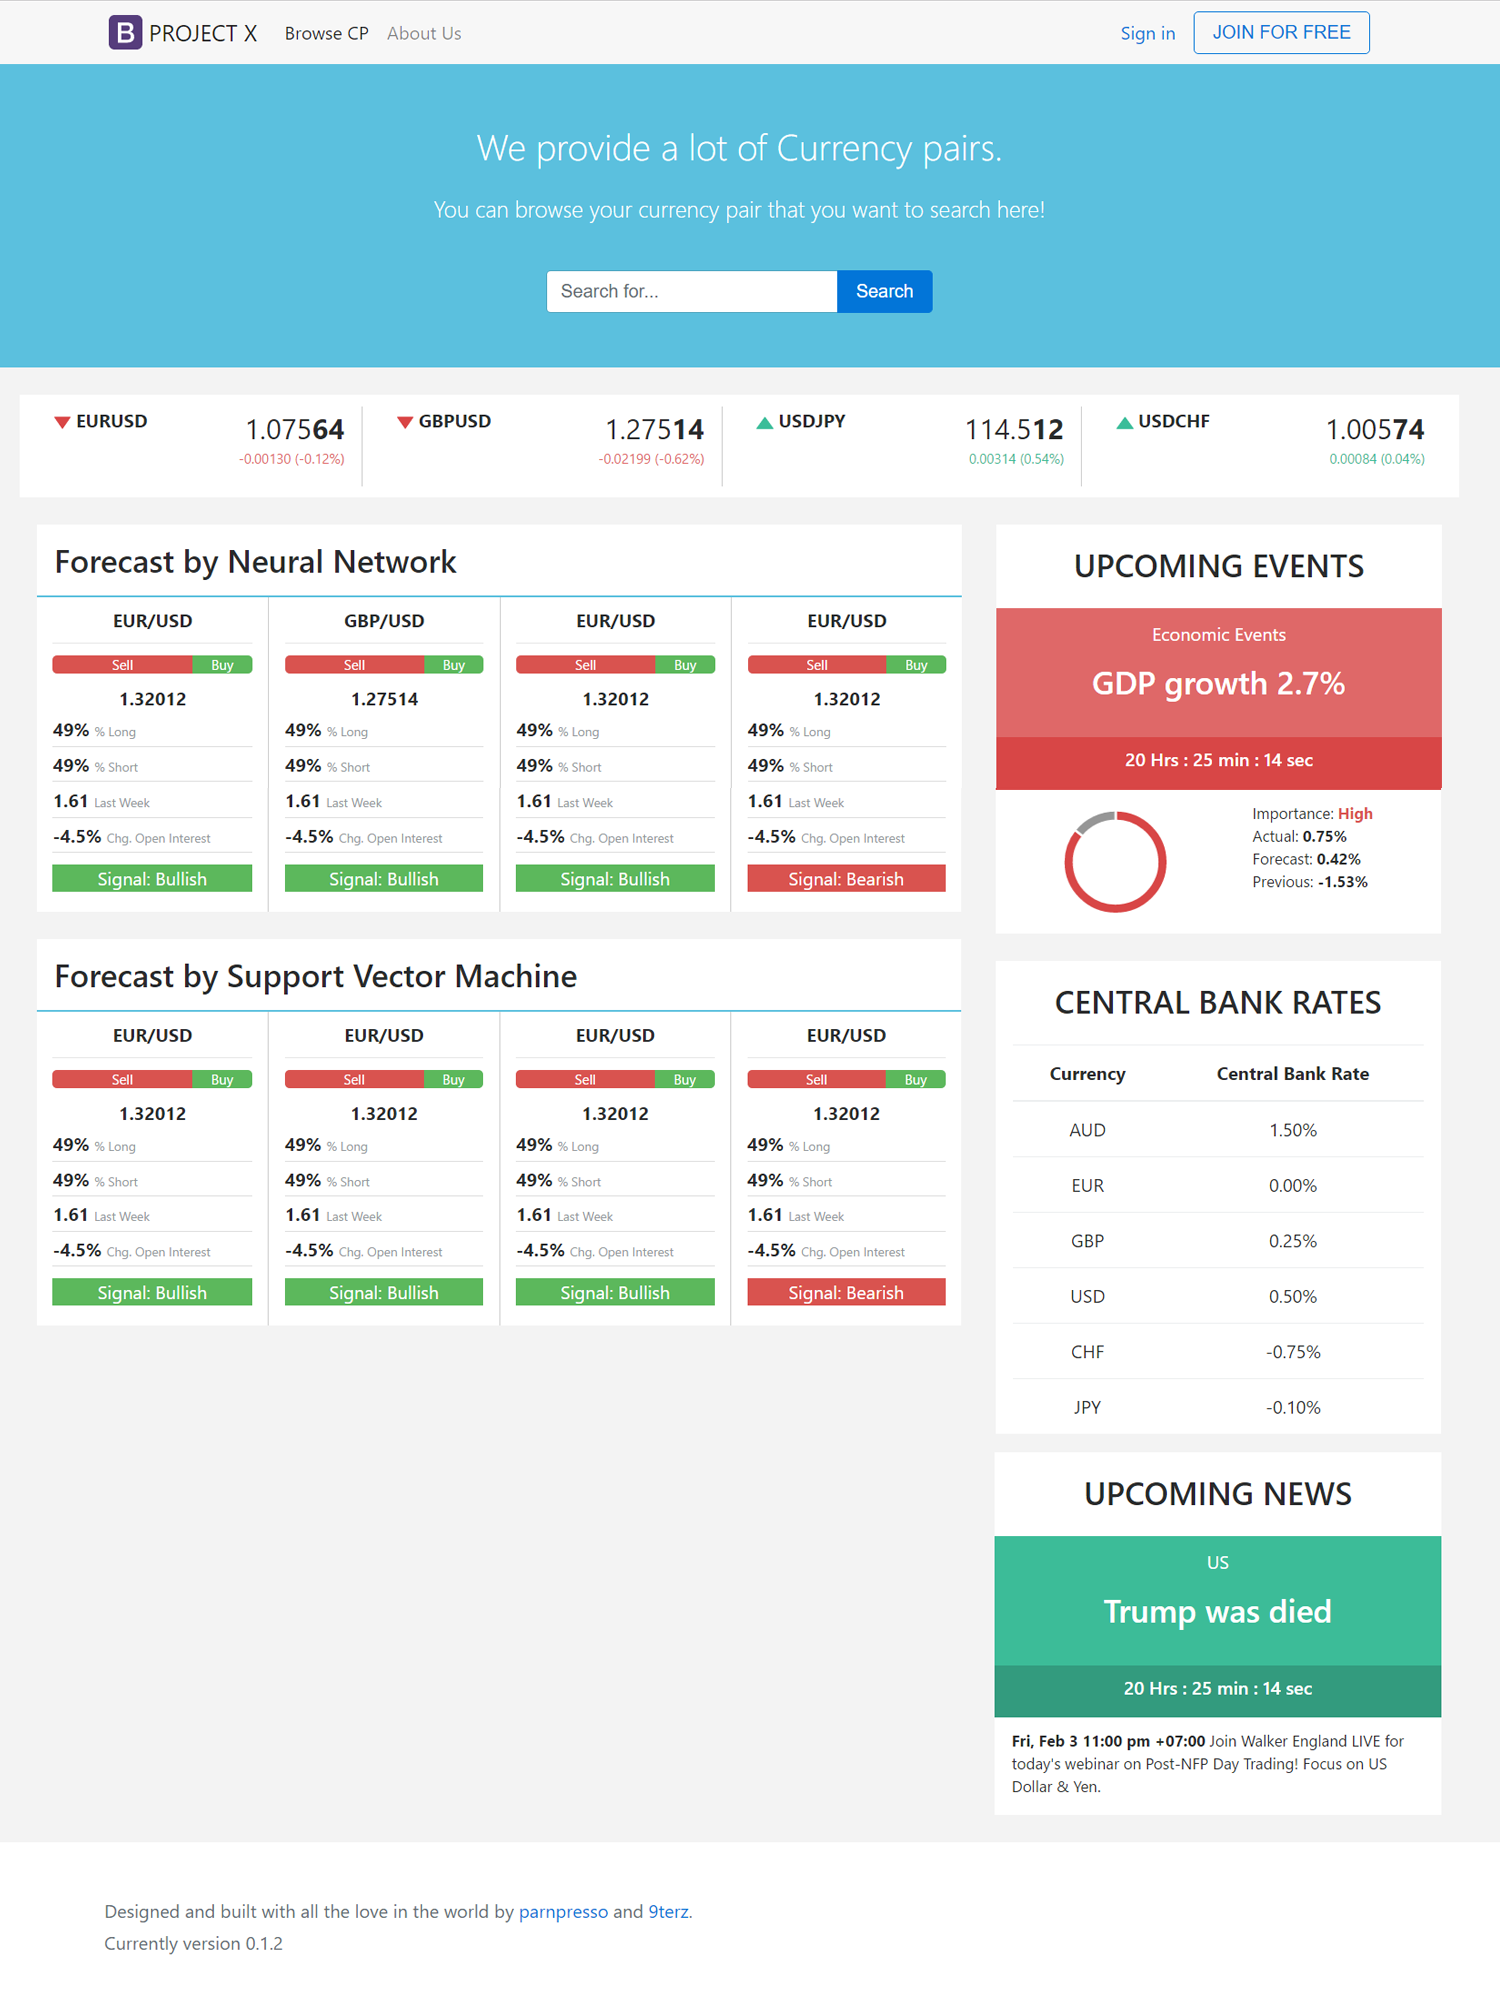 B PROJECT X Browse CP About Us Sign in JOIN FOR FREE
We provide a lot of Currency pairs.
You can browse your currency pair that you want to search here!
Search for... Search
EURUSD 1.07564
-0.00130 (-0.12%)
GBPUSD 1.27514
-0.02199 (-0.62%)
USDJPY 114.512
0.00314 (0.54%)
USDCHF 1.00574
0.00084 (0.04%)
Forecast by Neural Network
EUR/USD
Sell Buy
1.32012
49% % Long
49% % Short
1.61 Last Week
-4.5% Chg. Open Interest
Signal: Bullish
GBP/USD
Sell Buy
1.27514
49% % Long
49% % Short
1.61 Last Week
-4.5% Chg. Open Interest
Signal: Bullish
EUR/USD
Sell Buy
1.32012
49% % Long
49% % Short
1.61 Last Week
-4.5% Chg. Open Interest
Signal: Bullish
EUR/USD
Sell Buy
1.32012
49% % Long
49% % Short
1.61 Last Week
-4.5% Chg. Open Interest
Signal: Bearish
Forecast by Support Vector Machine
EUR/USD
Sell Buy
1.32012
49% % Long
49% % Short
1.61 Last Week
-4.5% Chg. Open Interest
Signal: Bullish
EUR/USD
Sell Buy
1.32012
49% % Long
49% % Short
1.61 Last Week
-4.5% Chg. Open Interest
Signal: Bullish
EUR/USD
Sell Buy
1.32012
49% % Long
49% % Short
1.61 Last Week
-4.5% Chg. Open Interest
Signal: Bullish
EUR/USD
Sell Buy
1.32012
49% % Long
49% % Short
1.61 Last Week
-4.5% Chg. Open Interest
Signal: Bearish
UPCOMING EVENTS
Economic Events
GDP growth 2.7%
20 Hrs : 25 min : 14 sec
Importance: High
Actual: 0.75%
Forecast: 0.42%
Previous: -1.53%
CENTRAL BANK RATES
Currency Central Bank Rate
AUD 1.50%
EUR 0.00%
GBP 0.25%
USD 0.50%
CHF -0.75%
JPY -0.10%
UPCOMING NEWS
US
Trump was died
20 Hrs : 25 min : 14 sec
Fri, Feb 3 11:00 pm +07:00 Join Walker England LIVE for
today's webinar on Post-NFP Day Trading! Focus on US
Dollar & Yen.
Designed and built with all the love in the world by parnpresso and 9terz.
Currently version 0.1.2